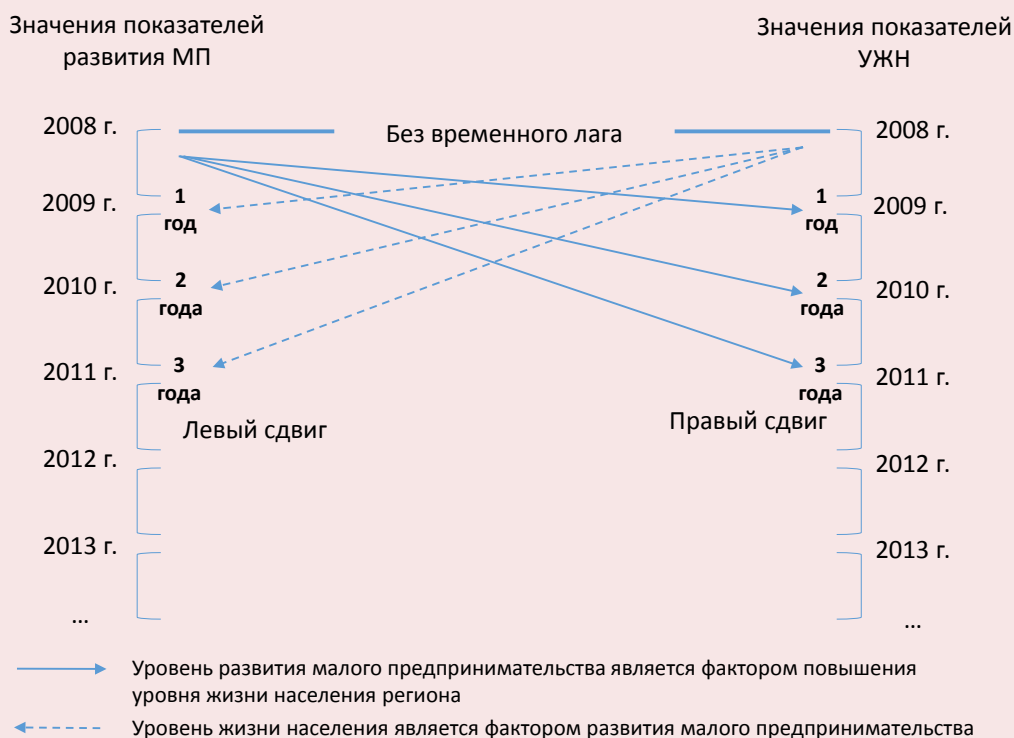 Значения показателей
развития МП
Значения показателей
УЖН
2008 г.
Без временного лага
2008 г.
1
год
2009 г.
1
год
2009 г.
2
года
2010 г.
2
года
2010 г.
3
года
2011 г.
3
года
2011 г.
Левый сдвиг
Правый сдвиг
2012 г.
2012 г.
2013 г.
2013 г.
...
...
Уровень развития малого предпринимательства является фактором повышения
уровня жизни населения региона
Уровень жизни населения является фактором развития малого предпринимательства